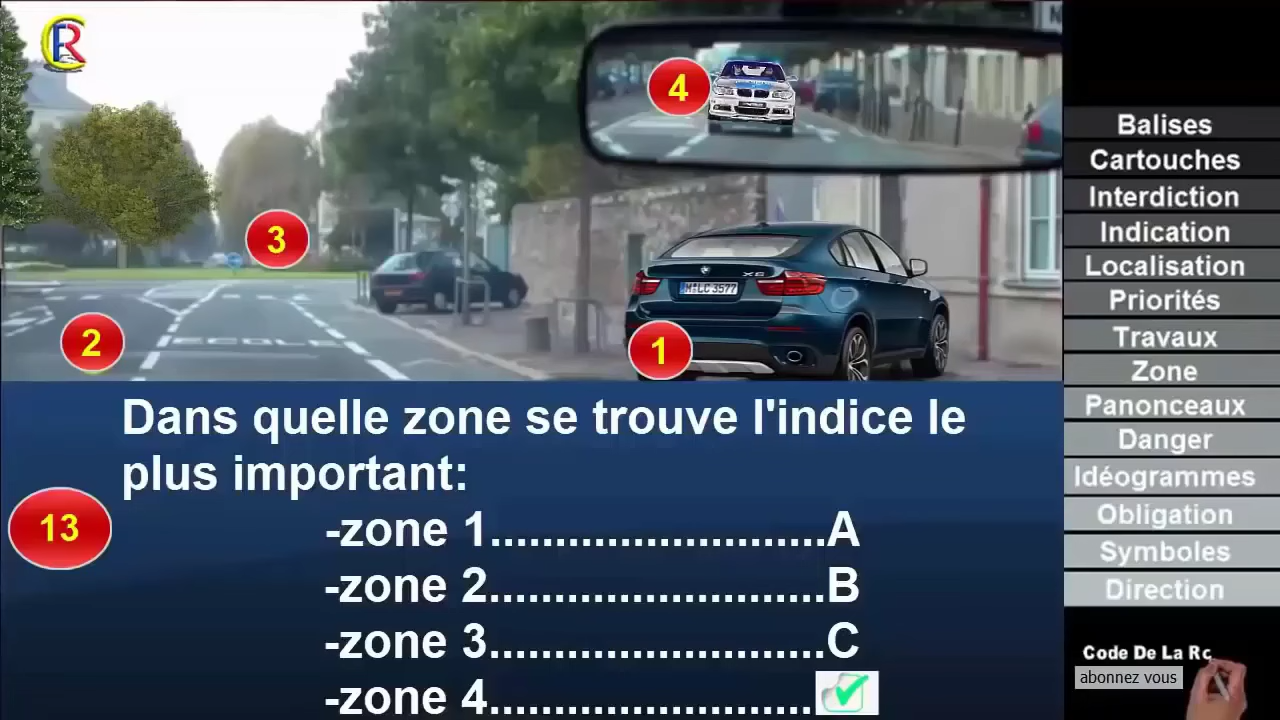 CR
4
3
2
1
X6
M·LC 3577
ECOLE
N
Dans quelle zone se trouve l'indice le
plus important:
13
-zone 1..........................A
-zone 2..........................B
-zone 3..........................C
-zone 4.........................
Balises
Cartouches
Interdiction
Indication
Localisation
Priorités
Travaux
Zone
Panonceaux
Danger
Idéogrammes
Obligation
Symboles
Direction
Code De La Rc
abonnez vous